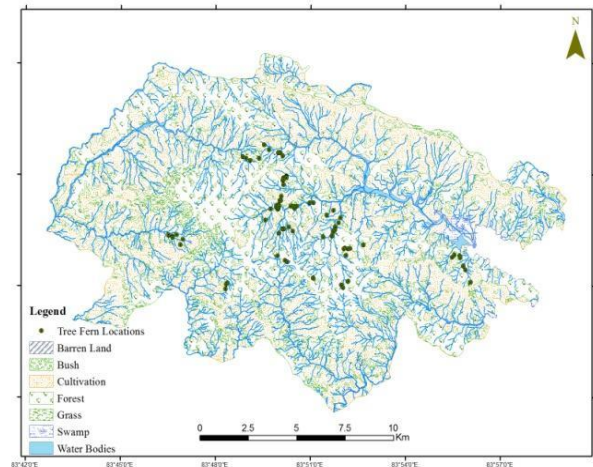 N
Legend
Tree Fern Locations
Barren Land
Bush
Cultivation
Forest
Grass
Swamp
Water Bodies
0 2.5 5 7.5 10
Km
83°42'0"E 83°45'0"E 83°48'0"E 83°51'0"E 83°54'0"E 83°57'0"E